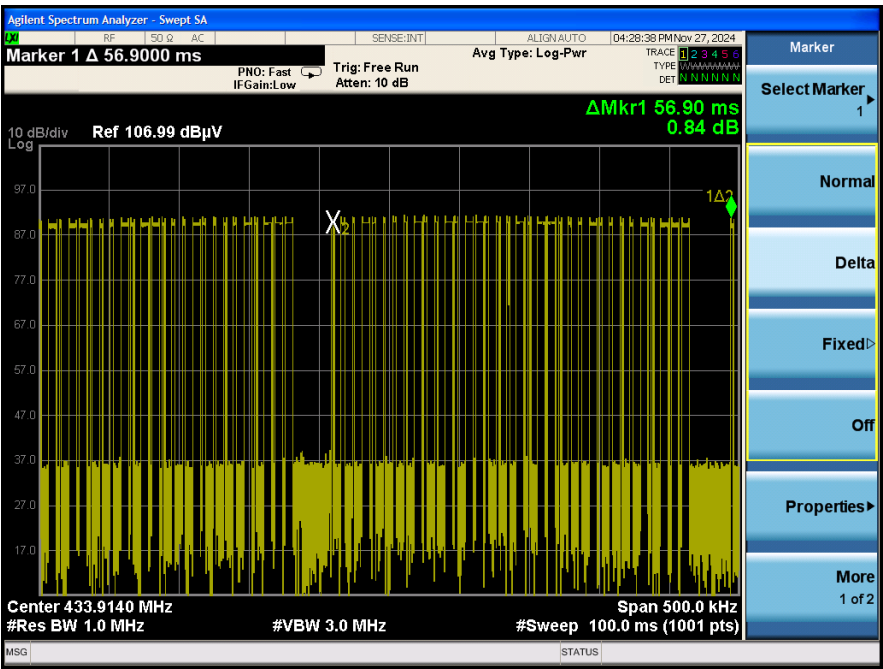 Agilent Spectrum Analyzer - Swept SA
LXI RF 50 Ω AC SENSE:INT ALIGN AUTO 04:28:38 PM Nov 27, 2024
Marker 1 Δ 56.9000 ms
PNO: Fast
IFGain:Low
Trig: Free Run
Atten: 10 dB
Avg Type: Log-Pwr
TRACE 1 2 3 4 5 6
TYPE
DET N N N N N N
ΔMkr1 56.90 ms
0.84 dB
10 dB/div Ref 106.99 dBµV
Log
97.0
87.0
77.0
67.0
57.0
47.0
37.0
27.0
17.0
1Δ2
X2
Center 433.9140 MHz Span 500.0 kHz
#Res BW 1.0 MHz #VBW 3.0 MHz #Sweep 100.0 ms (1001 pts)
MSG STATUS
Marker
Select Marker
1
Normal
Delta
Fixed
Off
Properties
More
1 of 2